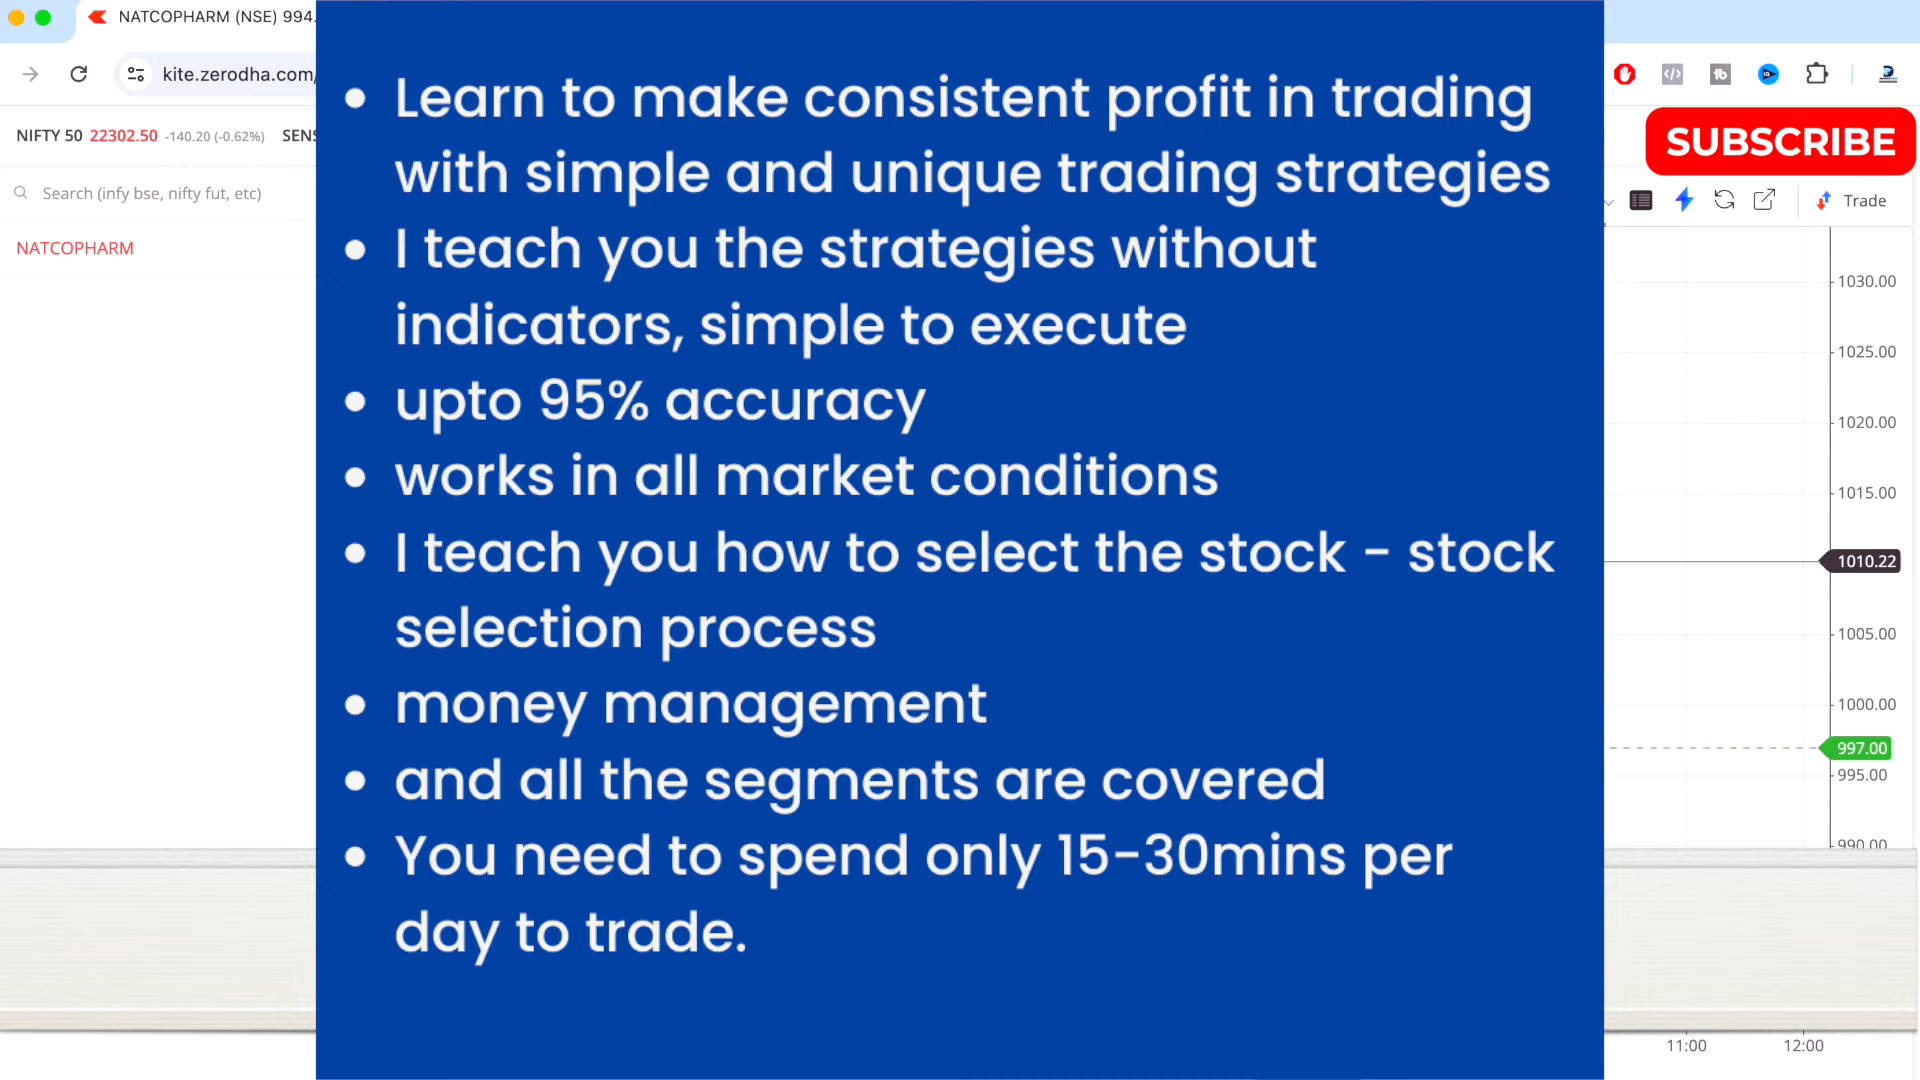 NATCOPHARM (NSE) 994.
kite.zerodha.com/
NIFTY 50 22302.50 -140.20 (-0.62%) SENS
Search (infy bse, nifty fut, etc)
NATCOPHARM
• Learn to make consistent profit in trading
with simple and unique trading strategies
• I teach you the strategies without
indicators, simple to execute
• upto 95% accuracy
• works in all market conditions
• I teach you how to select the stock - stock
selection process
• money management
• and all the segments are covered
• You need to spend only 15-30mins per
day to trade.
SUBSCRIBE
Trade
1030.00
1025.00
1020.00
1015.00
1010.22
1005.00
1000.00
997.00
995.00
990.00
11:00 12:00